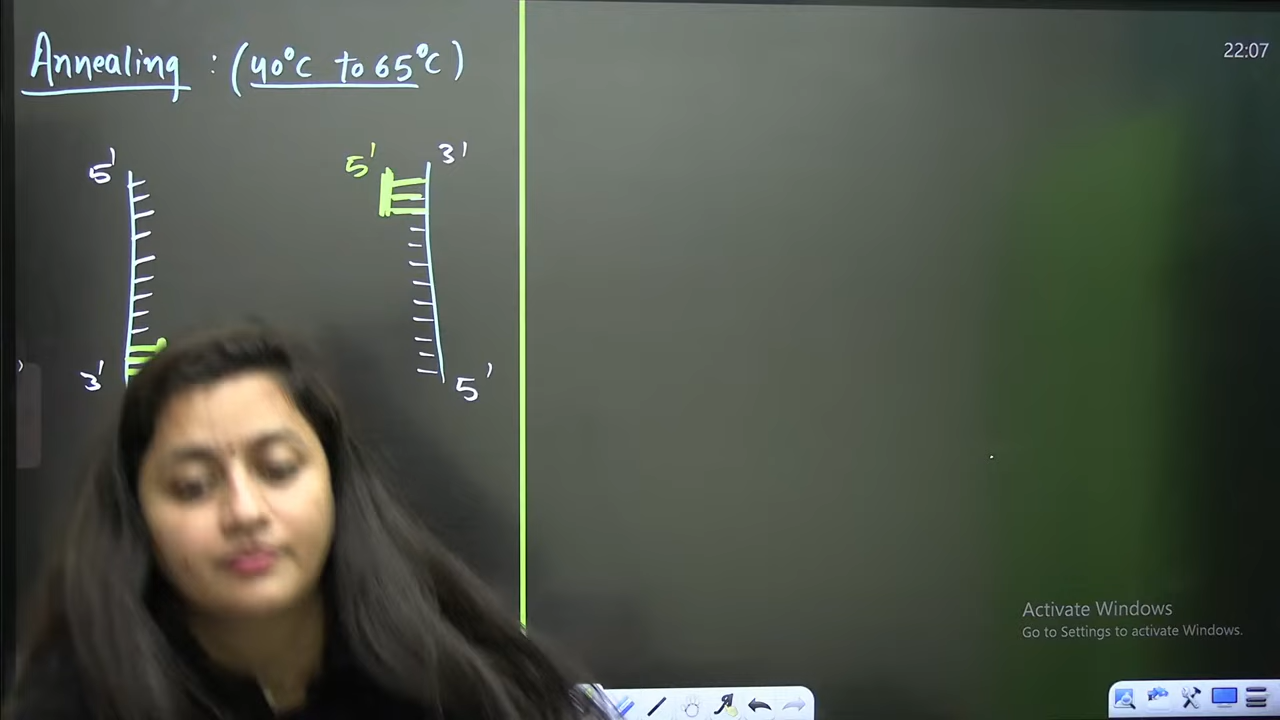 Annealing : (40°C to 65°C)
22:07
5' 5' 3'
' 3' 5'
Activate Windows
Go to Settings to activate Windows.